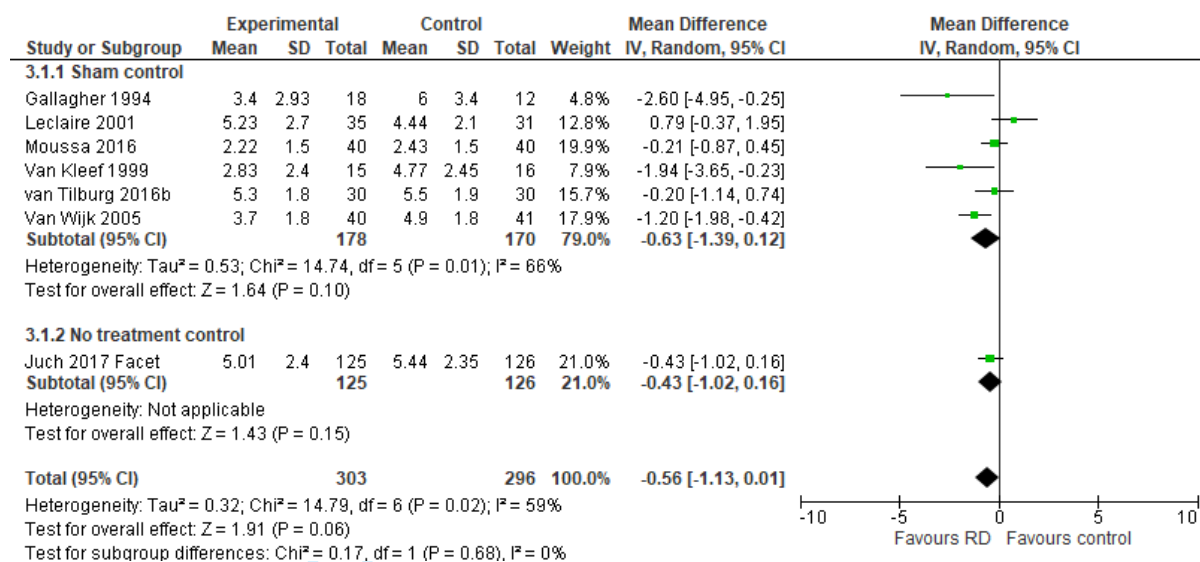 Experimental Control Mean Difference Mean Difference
Study or Subgroup Mean SD Total Mean SD Total Weight IV, Random, 95% CI IV, Random, 95% CI
3.1.1 Sham control
Gallagher 1994 3.4 2.93 18 6 3.4 12 4.8% -2.60 [-4.95, -0.25]
Leclaire 2001 5.23 2.7 35 4.44 2.1 31 12.8% 0.79 [-0.37, 1.95]
Moussa 2016 2.22 1.5 40 2.43 1.5 40 19.9% -0.21 [-0.87, 0.45]
Van Kleef 1999 2.83 2.4 15 4.77 2.45 16 7.9% -1.94 [-3.65, -0.23]
van Tilburg 2016b 5.3 1.8 30 5.5 1.9 30 15.7% -0.20 [-1.14, 0.74]
Van Wijk 2005 3.7 1.8 40 4.9 1.8 41 17.9% -1.20 [-1.98, -0.42]
Subtotal (95% CI) 178 170 79.0% -0.63 [-1.39, 0.12]
Heterogeneity: Tau² = 0.53; Chi² = 14.74, df = 5 (P = 0.01); I² = 66%
Test for overall effect: Z = 1.64 (P = 0.10)
3.1.2 No treatment control
Juch 2017 Facet 5.01 2.4 125 5.44 2.35 126 21.0% -0.43 [-1.02, 0.16]
Subtotal (95% CI) 125 126 21.0% -0.43 [-1.02, 0.16]
Heterogeneity: Not applicable
Test for overall effect: Z = 1.43 (P = 0.15)
Total (95% CI) 303 296 100.0% -0.56 [-1.13, 0.01]
Heterogeneity: Tau² = 0.32; Chi² = 14.79, df = 6 (P = 0.02); I² = 59%
Test for overall effect: Z = 1.91 (P = 0.06)
Test for subgroup differences: Chi² = 0.17, df = 1 (P = 0.68), I² = 0%
-10 -5 0 5 10
Favours RD Favours control